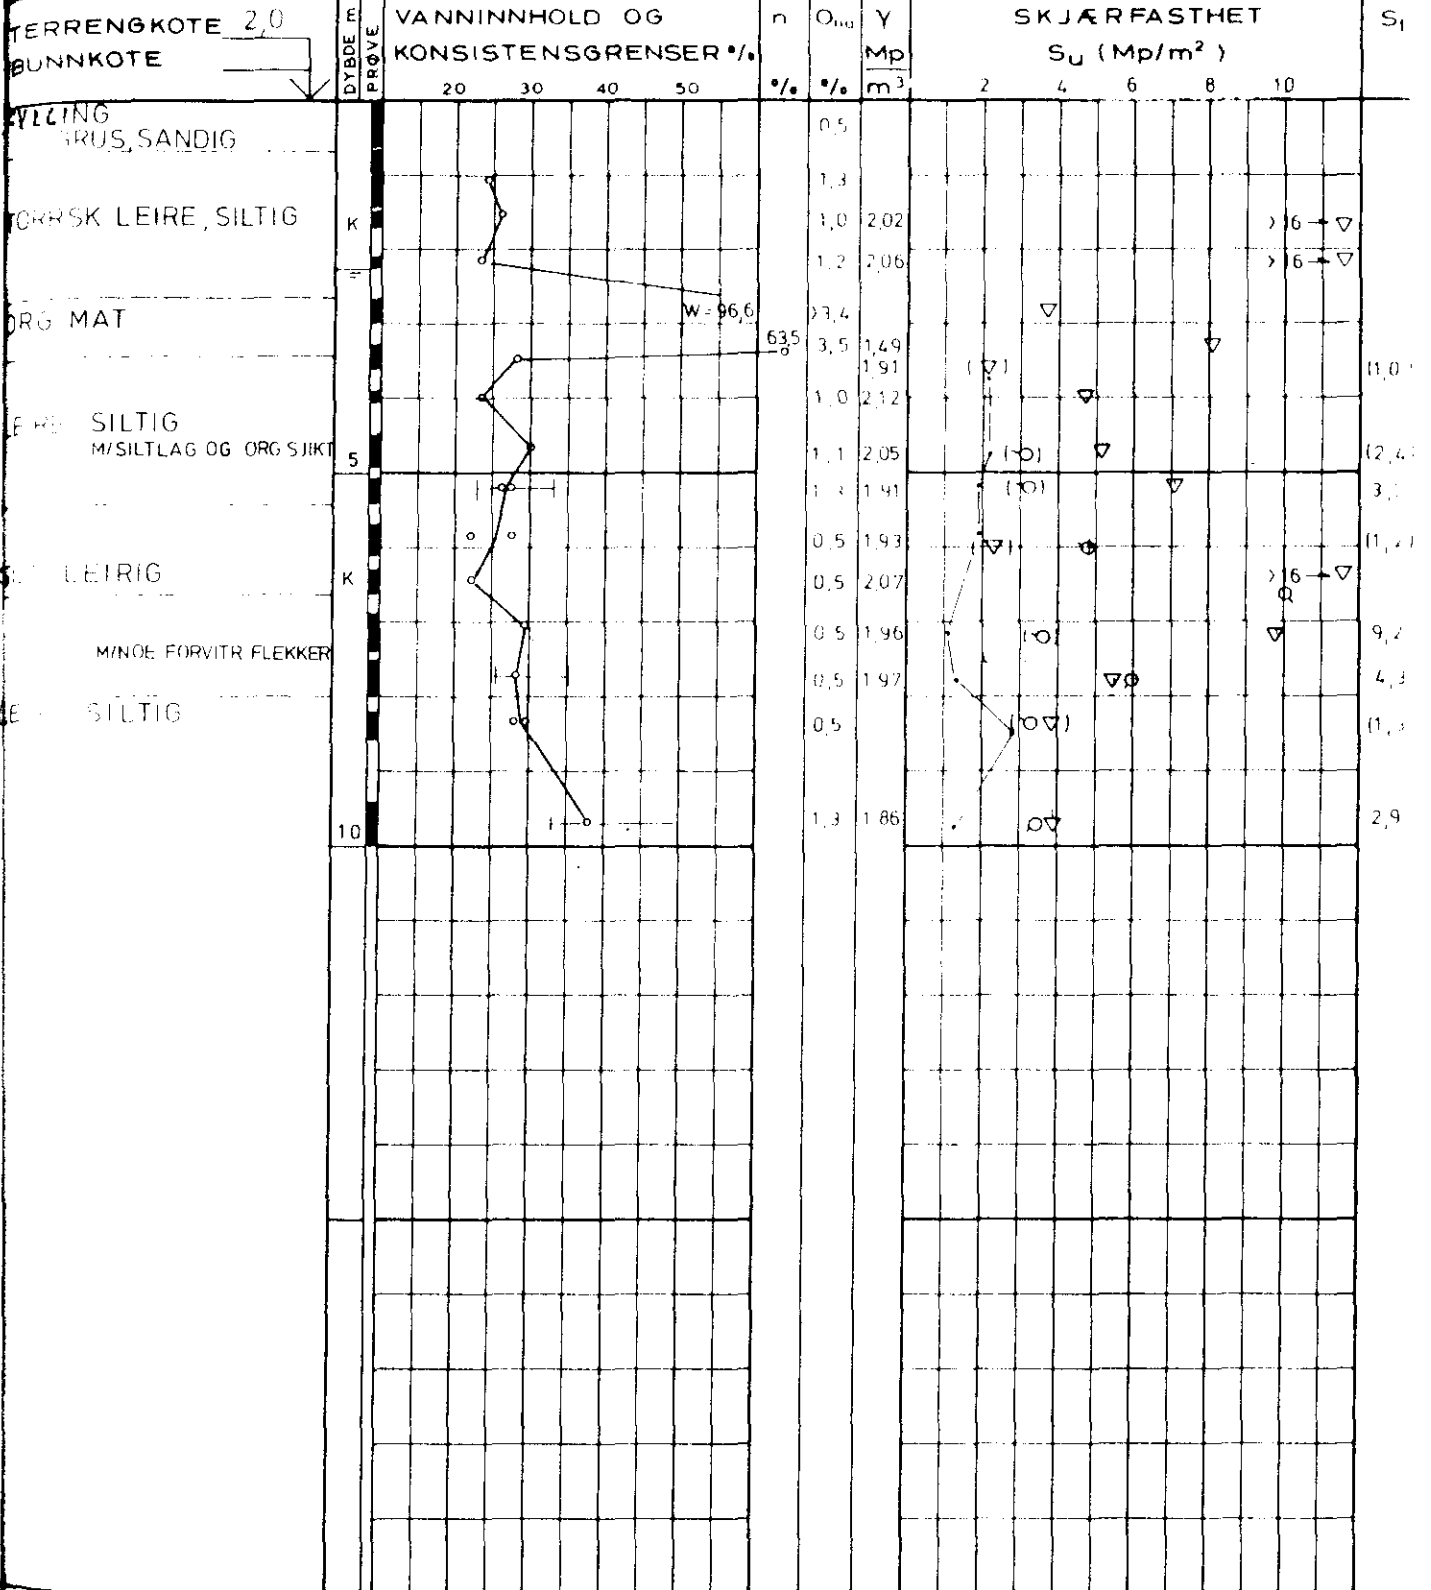 TERRENGKOTE 2,0
BUNNKOTE
DYBDE
PRØVE
VANNINNHOLD OG
KONSISTENSGRENSER %
20 30 40 50
n
%
O
%
γ
Mp
m³
SKJÆRFASTHET
Su (Mp/m²)
2 4 6 8 10
0,5
SANDIG
1,3
LEIRE, SILTIG
K
1,0 2,02
>16
1,2 2,06
>16
MAT
W=96,6
>3,4
63,5
3,5 1,49
1,91
1,0 2,12
SILTIG
M/SILTLAG OG ORG SJIKT
5
1,1 2,05
1,91
0,5 1,93
LEIRIG
K
0,5 2,07
>16
0,5 1,96
M/NOE FORVITR FLEKKER
0,5 1,97
4,3
SILTIG
0,5
10
1,3 1,86
2,9